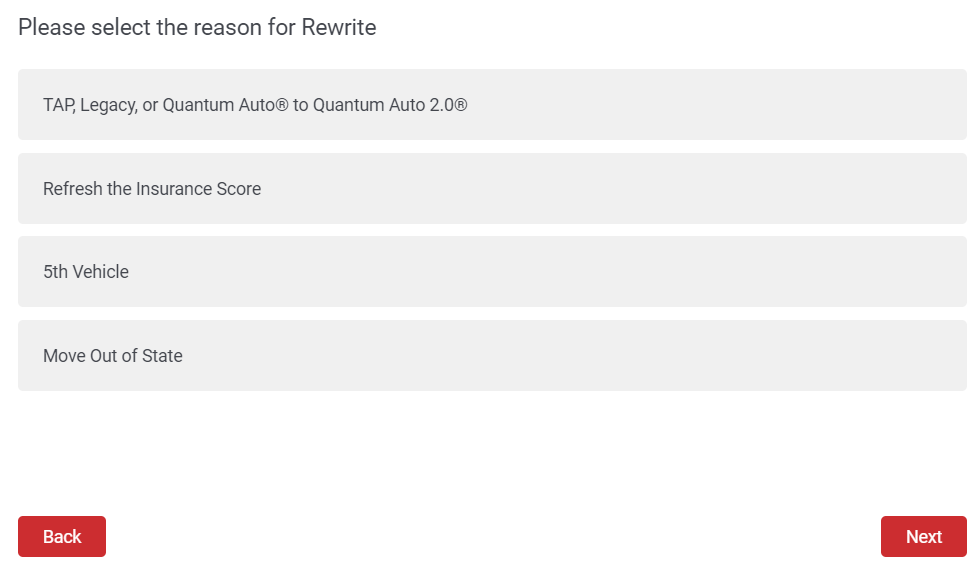 Please select the reason for Rewrite
TAP, Legacy, or Quantum Auto® to Quantum Auto 2.0®
Refresh the Insurance Score
5th Vehicle
Move Out of State
Back
Next